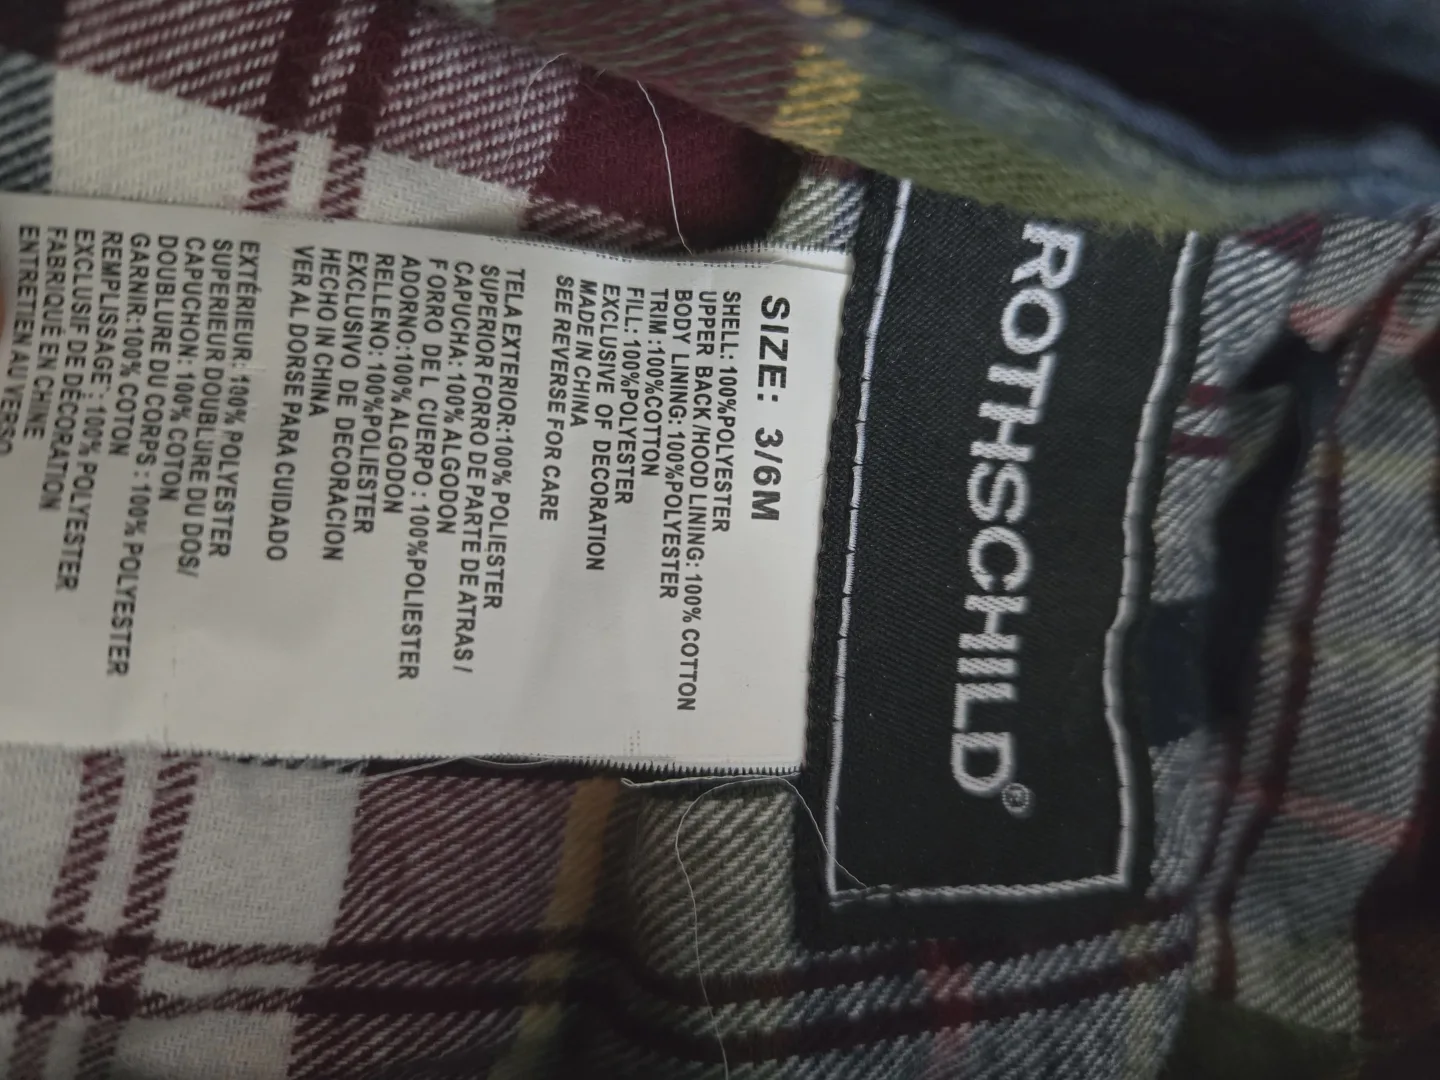 ROTHSCHILD®
SIZE: 3/6M
SHELL: 100%POLYESTER
UPPER BACK/HOOD LINING: 100% COTTON
BODY LINING: 100%POLYESTER
TRIM:100%COTTON
FILL: 100%POLYESTER
EXCLUSIVE OF DECORATION
MADE IN CHINA
SEE REVERSE FOR CARE
TELA EXTERIOR:100% POLIESTER
SUPERIOR FORRO DE PARTE DE ATRAS/
CAPUCHA: 100% ALGODON
FORRO DEL CUERPO: 100%POLIESTER
ADORNO:100% ALGODON
RELLENO: 100%POLIESTER
EXCLUSIVO DE DECORACION
HECHO IN CHINA
VER AL DORSE PARA CUIDADO
EXTÉRIEUR: 100% POLYESTER
SUPERIEUR DOUBLURE DU DOS/
CAPUCHON: 100% COTON
DOUBLURE DU CORPS: 100% POLYESTER
GARNIR:100% COTON
REMPLISSAGE: 100% POLYESTER
EXCLUSIF DE DÉCORATION
FABRIQUÉ EN CHINE
ENTRETIEN AU VERSO